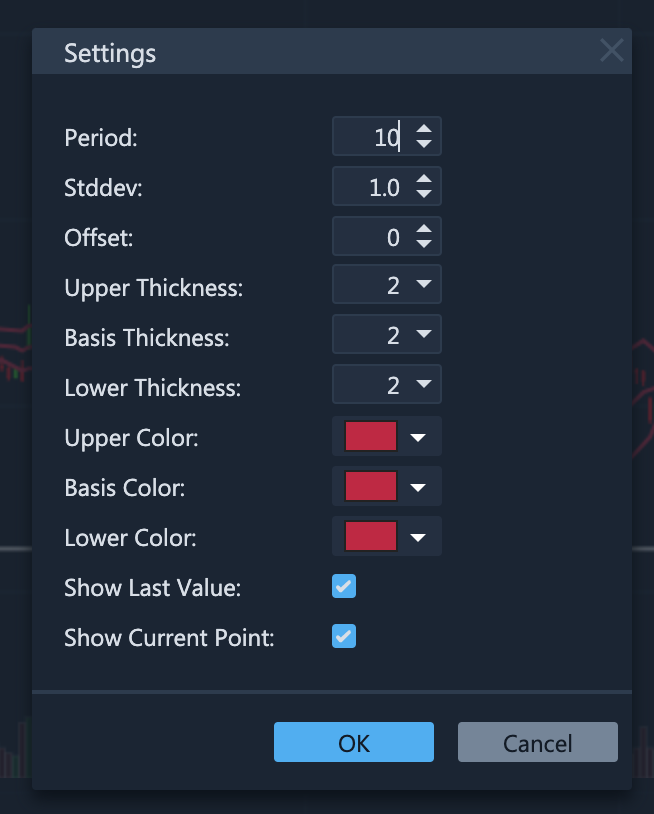 Settings
Period: 10
Stddev: 1.0
Offset: 0
Upper Thickness: 2
Basis Thickness: 2
Lower Thickness: 2
Upper Color:
Basis Color:
Lower Color:
Show Last Value:
Show Current Point:
OK Cancel